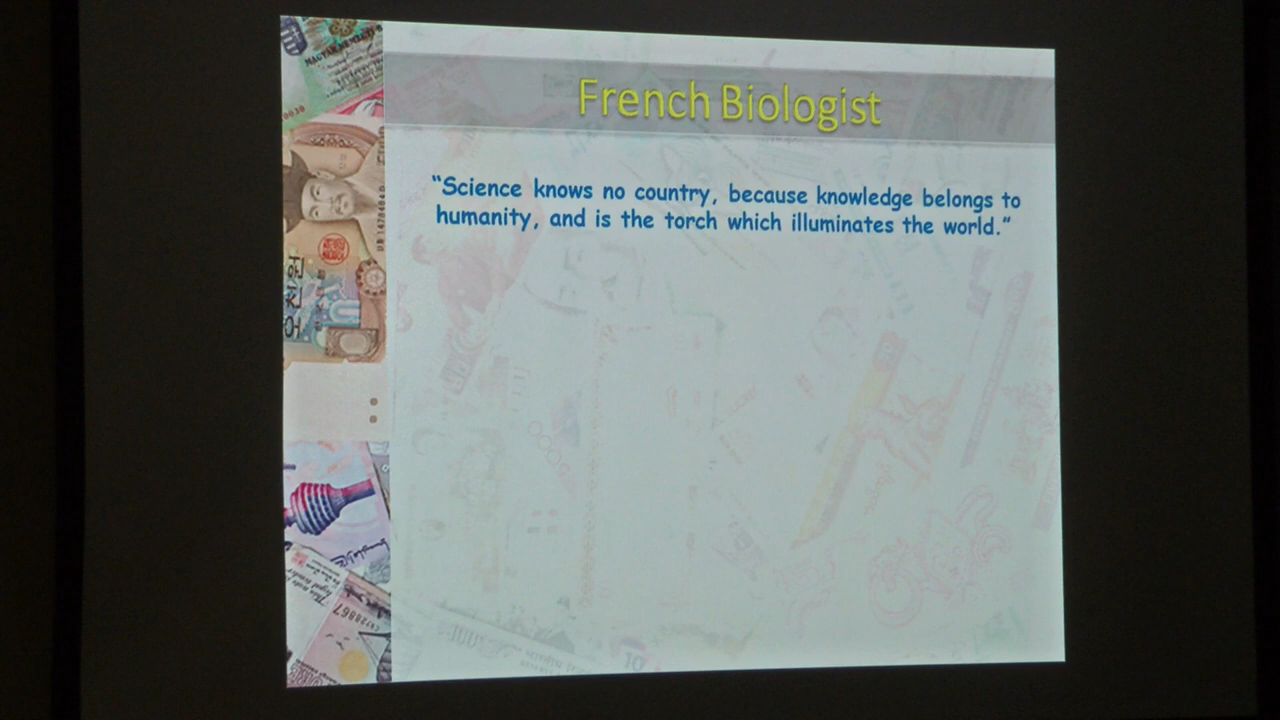 French Biologist
“Science knows no country, because knowledge belongs to
humanity, and is the torch which illuminates the world.”